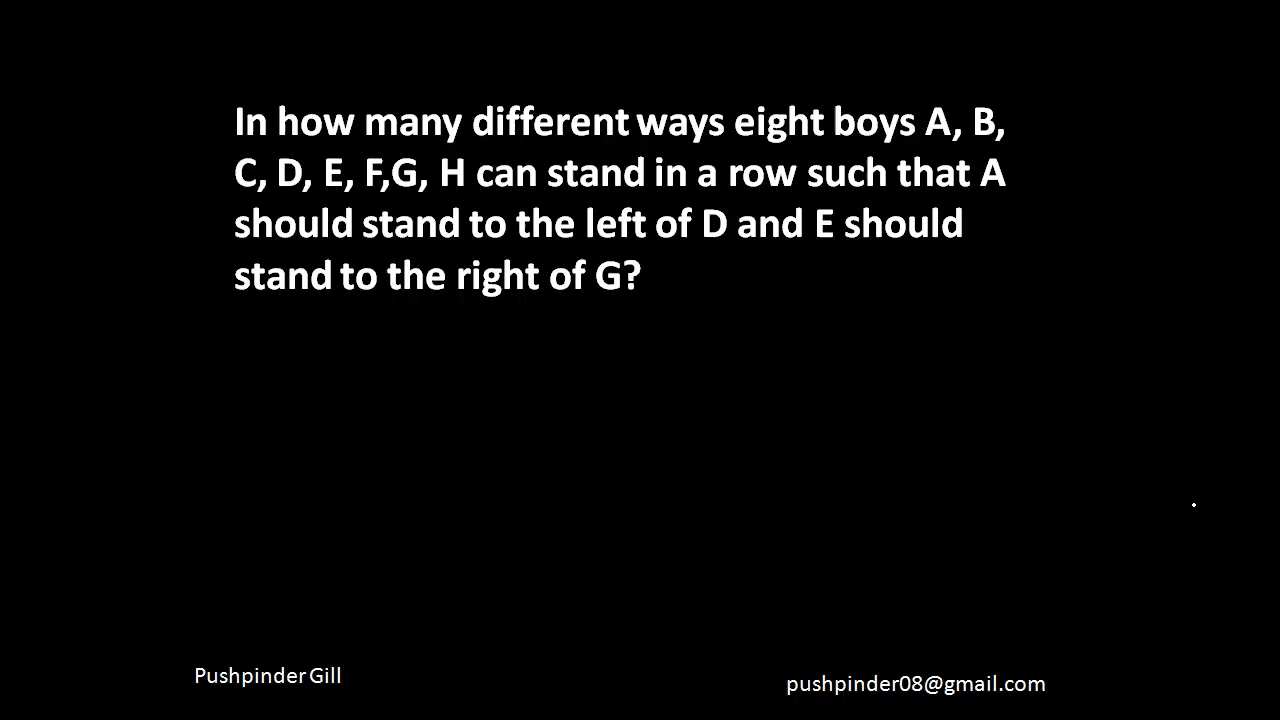 In how many different ways eight boys A, B,
C, D, E, F,G, H can stand in a row such that A
should stand to the left of D and E should
stand to the right of G?
Pushpinder Gill
pushpinder08@gmail.com